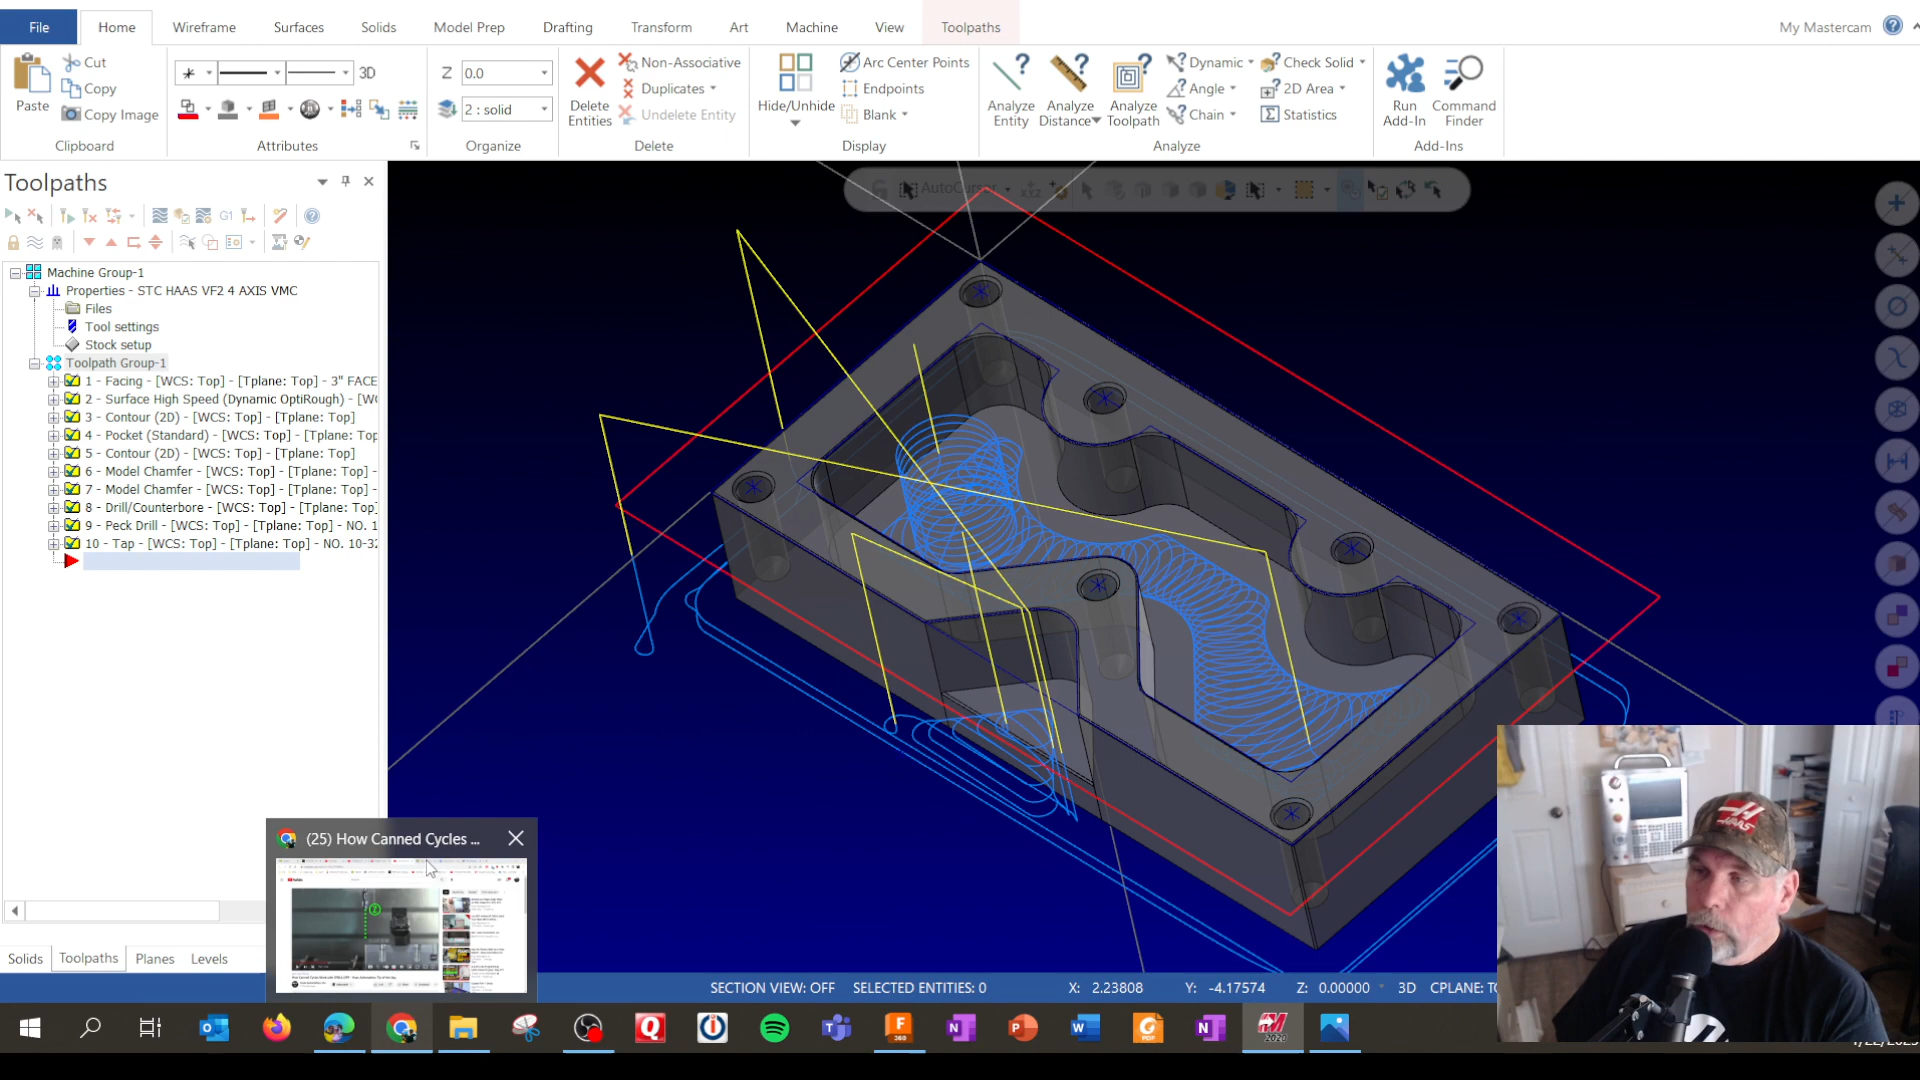 File Home Wireframe Surfaces Solids Model Prep Drafting Transform Art Machine View Toolpaths My Mastercam
Paste
Cut
Copy
Copy Image
Clipboard
3D
Attributes
Z 0.0
2 : solid
Organize
Delete Entities
Non-Associative
Duplicates
Undelete Entity
Delete
Hide/Unhide
Arc Center Points
Endpoints
Blank
Display
Analyze Entity
Analyze Distance
Analyze Toolpath
Dynamic
Angle
Chain
Check Solid
2D Area
Statistics
Analyze
Run Add-In
Command Finder
Add-Ins
Toolpaths
G1
AutoCursor
XYZ
Machine Group-1
Properties - STC HAAS VF2 4 AXIS VMC
Files
Tool settings
Stock setup
Toolpath Group-1
1 - Facing - [WCS: Top] - [Tplane: Top] - 3" FACE
2 - Surface High Speed (Dynamic OptiRough) - [W
3 - Contour (2D) - [WCS: Top] - [Tplane: Top]
4 - Pocket (Standard) - [WCS: Top] - [Tplane: Top
5 - Contour (2D) - [WCS: Top] - [Tplane: Top]
6 - Model Chamfer - [WCS: Top] - [Tplane: Top] -
7 - Model Chamfer - [WCS: Top] - [Tplane: Top] -
8 - Drill/Counterbore - [WCS: Top] - [Tplane: Top]
9 - Peck Drill - [WCS: Top] - [Tplane: Top] - NO. 1
10 - Tap - [WCS: Top] - [Tplane: Top] - NO. 10-32
(25) How Canned Cycles ...
Solids Toolpaths Planes Levels
SECTION VIEW: OFF SELECTED ENTITIES: 0 X: 2.23808 Y: -4.17574 Z: 0.00000 3D CPLANE: TO
HAAS
2020